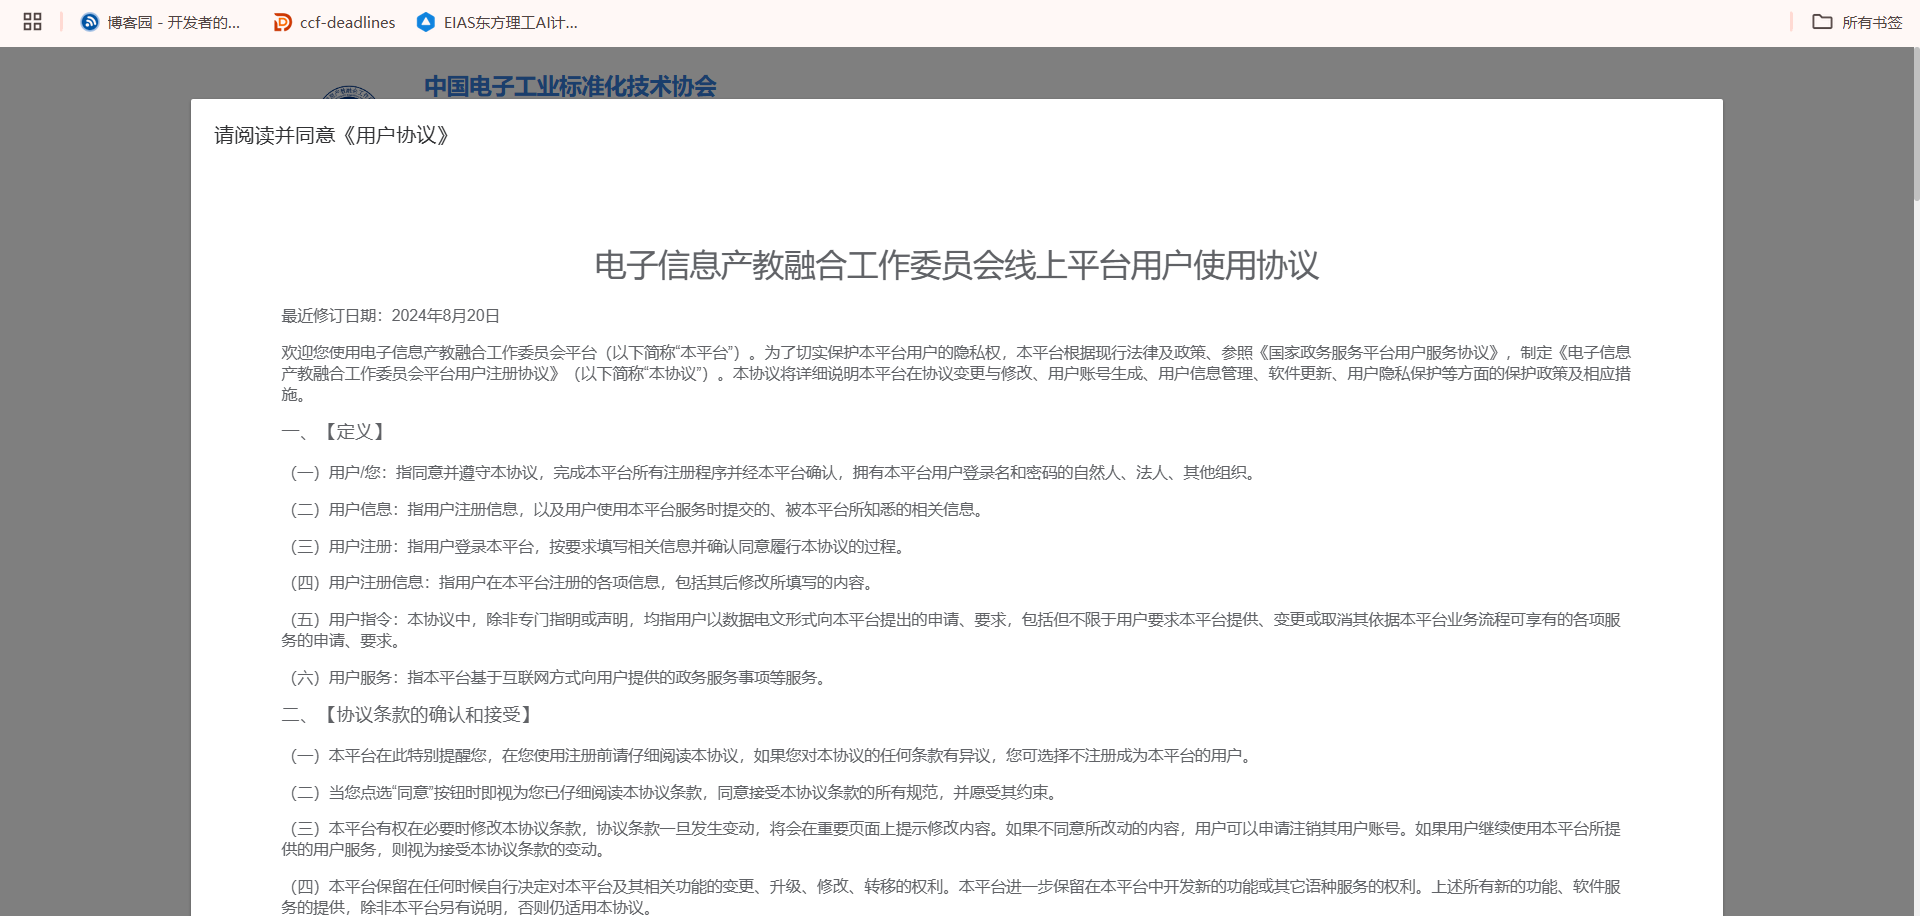 博客园 - 开发者的...
ccf-deadlines
EIAS东方理工AI计...
所有书签
中国电子工业标准化技术协会
请阅读并同意《用户协议》
电子信息产教融合工作委员会线上平台用户使用协议
最近修订日期：2024年8月20日
欢迎您使用电子信息产教融合工作委员会平台（以下简称“本平台”）。为了切实保护本平台用户的隐私权，本平台根据现行法律及政策、参照《国家政务服务平台用户服务协议》，制定《电子信息
产教融合工作委员会平台用户注册协议》（以下简称“本协议”）。本协议将详细说明本平台在协议变更与修改、用户账号生成、用户信息管理、软件更新、用户隐私保护等方面的保护政策及相应措
施。
一、【定义】
（一）用户/您：指同意并遵守本协议，完成本平台所有注册程序并经本平台确认，拥有本平台用户登录名和密码的自然人、法人、其他组织。
（二）用户信息：指用户注册信息，以及用户使用本平台服务时提交的、被本平台所知悉的相关信息。
（三）用户注册：指用户登录本平台，按要求填写相关信息并确认同意履行本协议的过程。
（四）用户注册信息：指用户在本平台注册的各项信息，包括其后修改所填写的内容。
（五）用户指令：本协议中，除非专门指明或声明，均指用户以数据电文形式向本平台提出的申请、要求，包括但不限于用户要求本平台提供、变更或取消其依据本平台业务流程可享有的各项服
务的申请、要求。
（六）用户服务：指本平台基于互联网方式向用户提供的政务服务事项等服务。
二、【协议条款的确认和接受】
（一）本平台在此特别提醒您，在您使用注册前请仔细阅读本协议，如果您对本协议的任何条款有异议，您可选择不注册成为本平台的用户。
（二）当您点选“同意”按钮时即视为您已仔细阅读本协议条款，同意接受本协议条款的所有规范，并愿受其约束。
（三）本平台有权在必要时修改本协议条款，协议条款一旦发生变动，将会在重要页面上提示修改内容。如果不同意所改动的内容，用户可以申请注销其用户账号。如果用户继续使用本平台所提
供的用户服务，则视为接受本协议条款的变动。
（四）本平台保留在任何时候自行决定对本平台及其相关功能的变更、升级、修改、转移的权利。本平台进一步保留在本平台中开发新的功能或其它语种服务的权利。上述所有新的功能、软件服
务的提供，除非本平台另有说明，否则仍适用本协议。